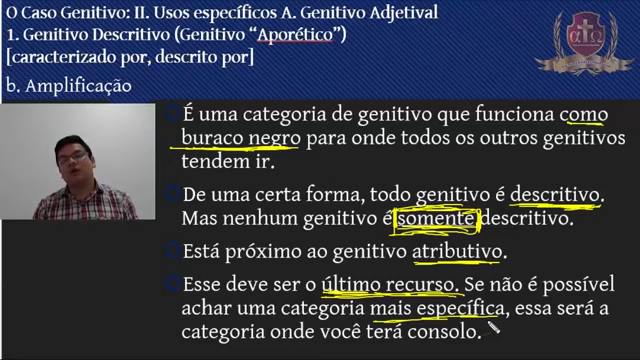 O Caso Genitivo: II. Usos específicos A. Genitivo Adjetival
1. Genitivo Descritivo (Genitivo “Aporético”)
[caracterizado por, descrito por]
b. Amplificação
É uma categoria de genitivo que funciona como
buraco negro para onde todos os outros genitivos
tendem ir.
De uma certa forma, todo genitivo é descritivo.
Mas nenhum genitivo é somente descritivo.
Está próximo ao genitivo atributivo.
Esse deve ser o último recurso. Se não é possível
achar uma categoria mais específica, essa será a
categoria onde você terá consolo.